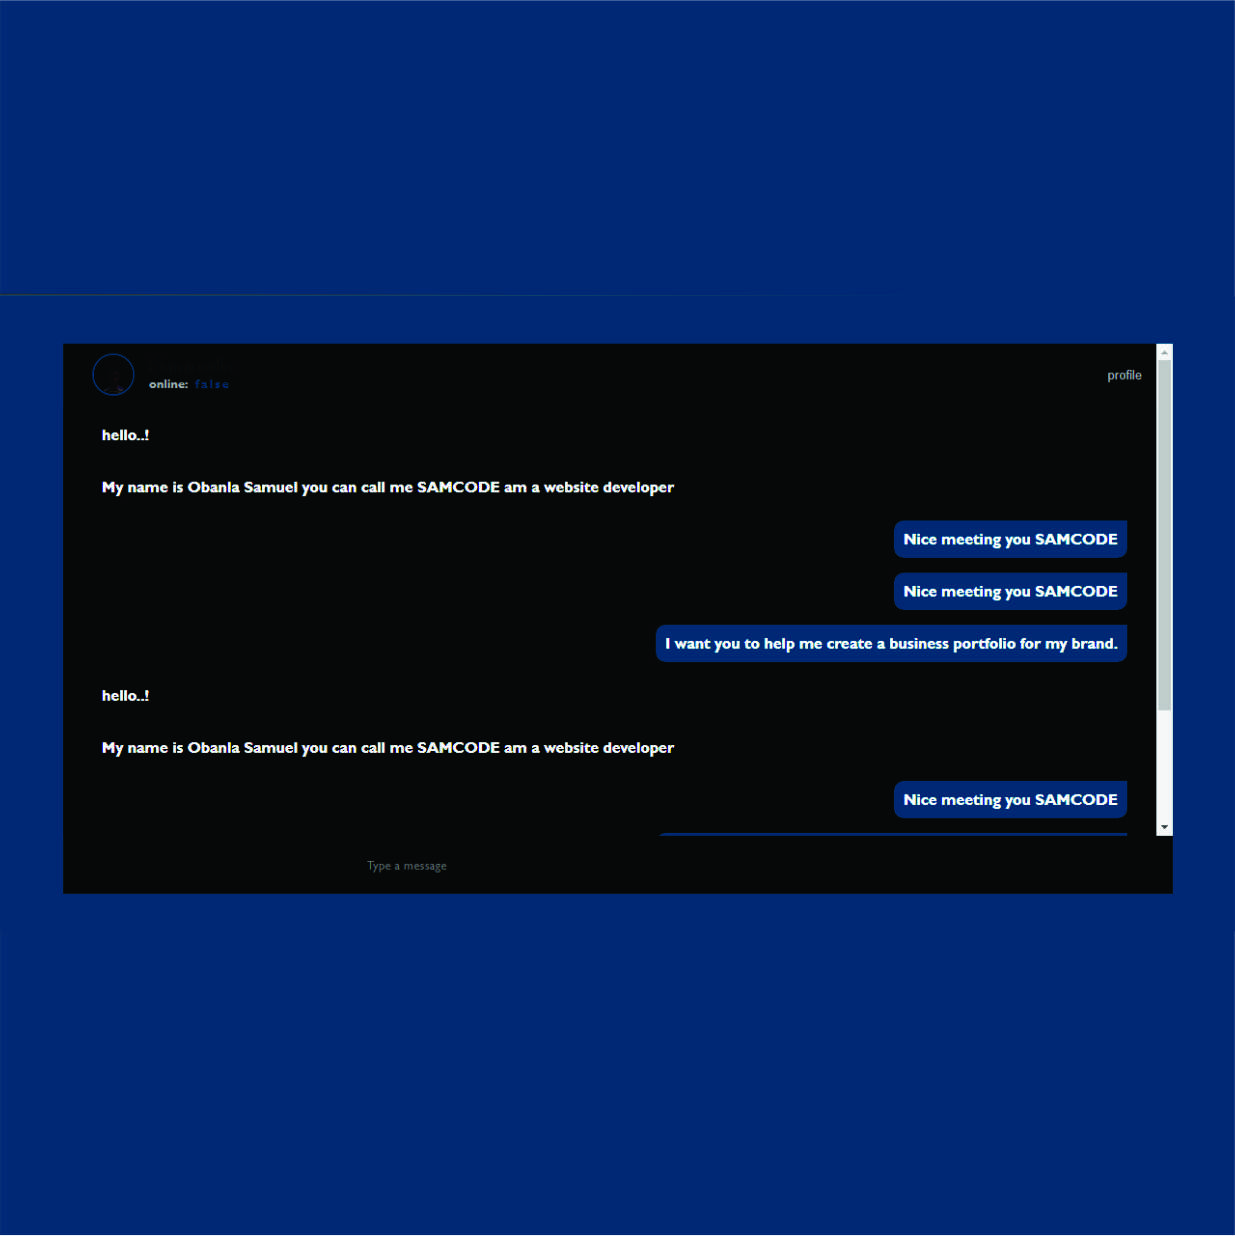 online: false
profile
hello..!
My name is Obanla Samuel you can call me SAMCODE am a website developer
Nice meeting you SAMCODE
Nice meeting you SAMCODE
I want you to help me create a business portfolio for my brand.
hello..!
My name is Obanla Samuel you can call me SAMCODE am a website developer
Nice meeting you SAMCODE
Type a message